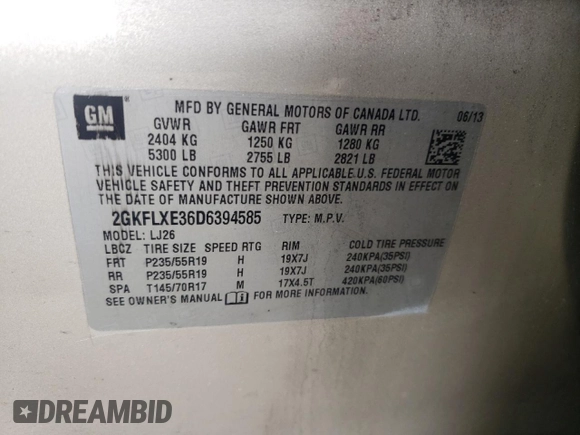 GM
MFD BY GENERAL MOTORS OF CANADA LTD. 06/13
GVWR GAWR FRT GAWR RR
2404 KG 1250 KG 1280 KG
5300 LB 2755 LB 2821 LB
THIS VEHICLE CONFORMS TO ALL APPLICABLE U.S. FEDERAL MOTOR
VEHICLE SAFETY AND THEFT PREVENTION STANDARDS IN EFFECT ON
THE DATE OF MANUFACTURE SHOWN ABOVE.
2GKFLXE36D6394585 TYPE: M.P.V.
MODEL: LJ26
LBCZ TIRE SIZE SPEED RTG RIM COLD TIRE PRESSURE
FRT P235/55R19 H 19X7J 240KPA(35PSI)
RR P235/55R19 H 19X7J 240KPA(35PSI)
SPA T145/70R17 M 17X4.5T 420KPA(60PSI)
SEE OWNER'S MANUAL FOR MORE INFORMATION.
DREAMBID